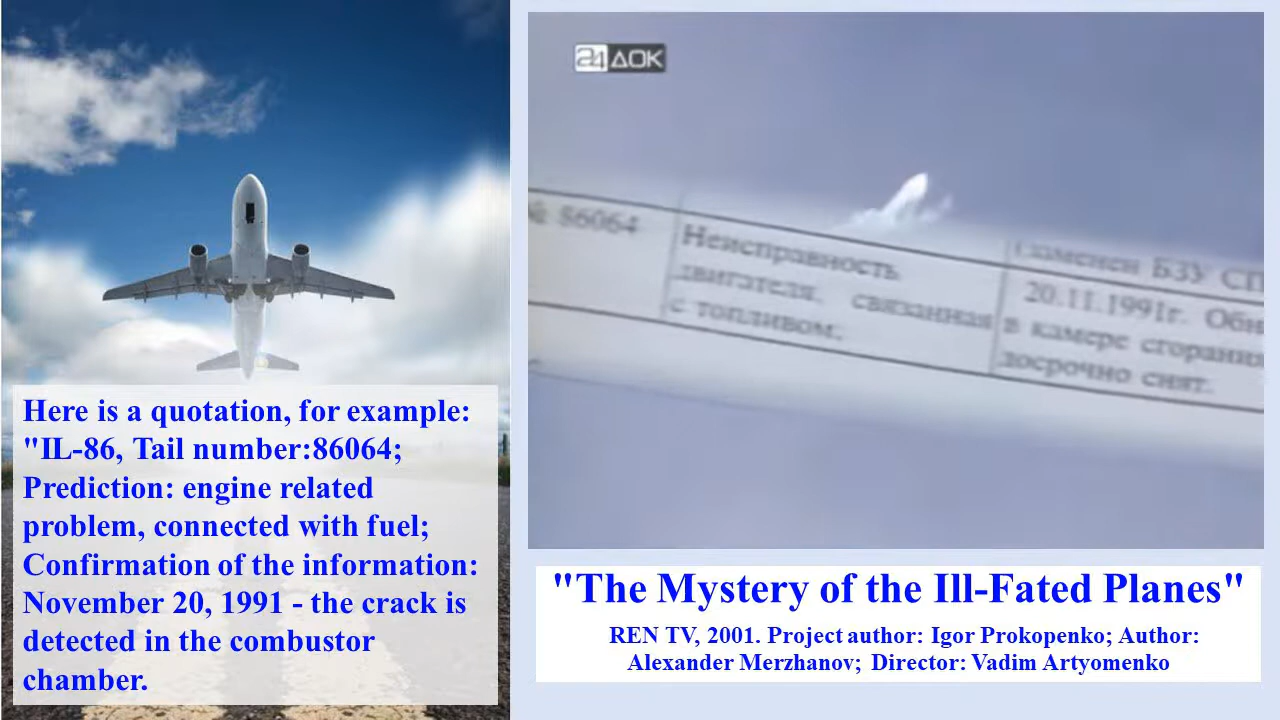 Here is a quotation, for example:
"IL-86, Tail number:86064;
Prediction: engine related
problem, connected with fuel;
Confirmation of the information:
November 20, 1991 - the crack is
detected in the combustor
chamber.
24 ДОК
№ 86064
Неисправность
двигателя, связанная
с топливом;
Заменен БЗУ СП
20.11.1991г. Обн
в камере сгорания
досрочно снят.
"The Mystery of the Ill-Fated Planes"
REN TV, 2001. Project author: Igor Prokopenko; Author:
Alexander Merzhanov; Director: Vadim Artyomenko